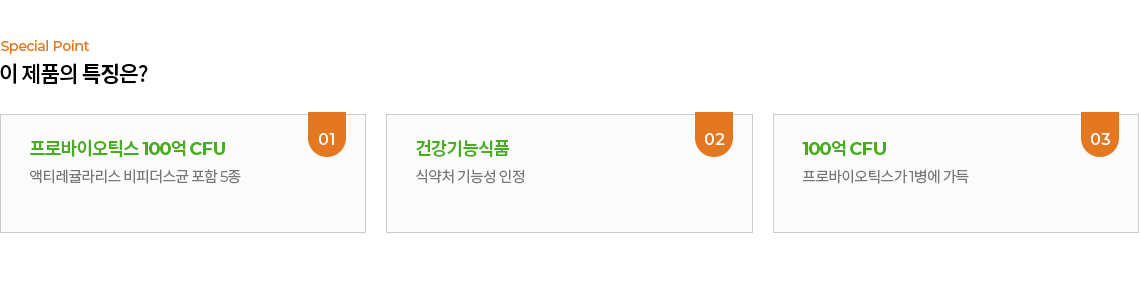 Special Point
이 제품의 특징은?
01
프로바이오틱스 100억 CFU
액티레귤라리스 비피더스균 포함 5종
02
건강기능식품
식약처 기능성 인정
03
100억 CFU
프로바이오틱스가 1병에 가득